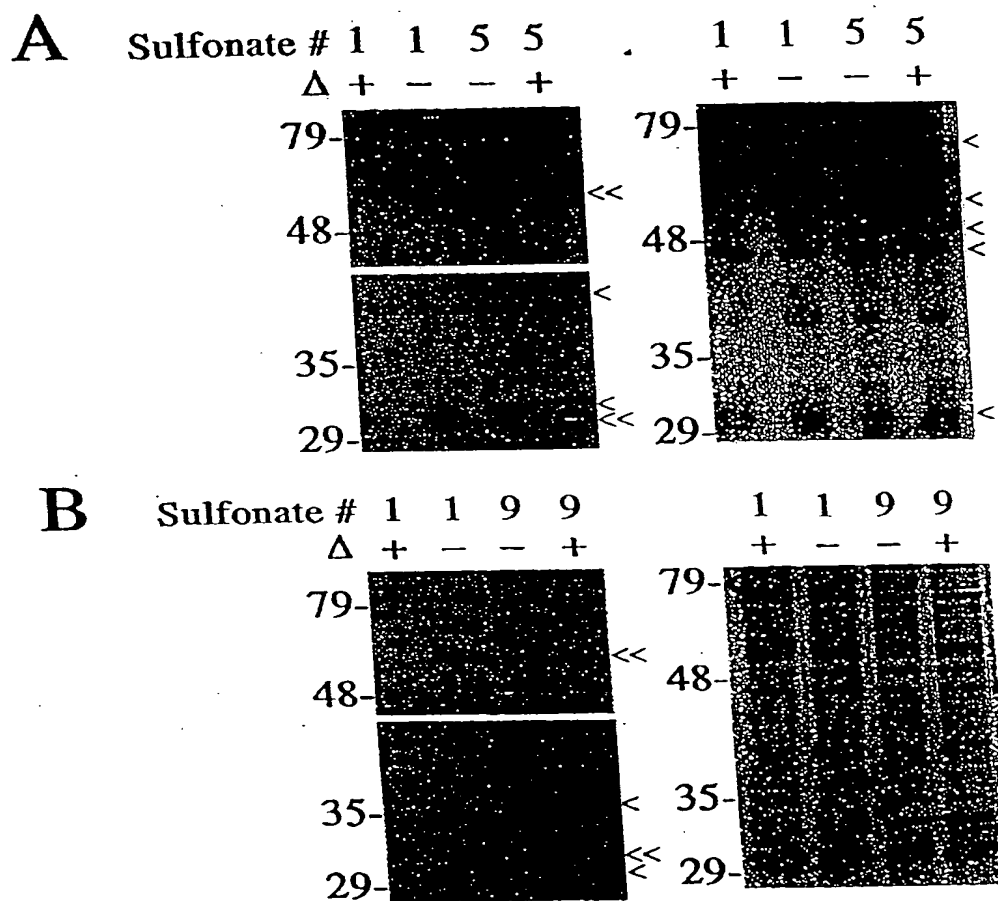 A Sulfonate # 1 1 5 5 1 1 5 5
Δ + − − + + − − +
79- 79- <
<< <
48- 48- <
<
<
35- 35-
<
<< <
29- 29-
B Sulfonate # 1 1 9 9 1 1 9 9
Δ + − − + + − − +
79- 79-
<<
48- 48-
35- < 35-
<<
<
29- 29-